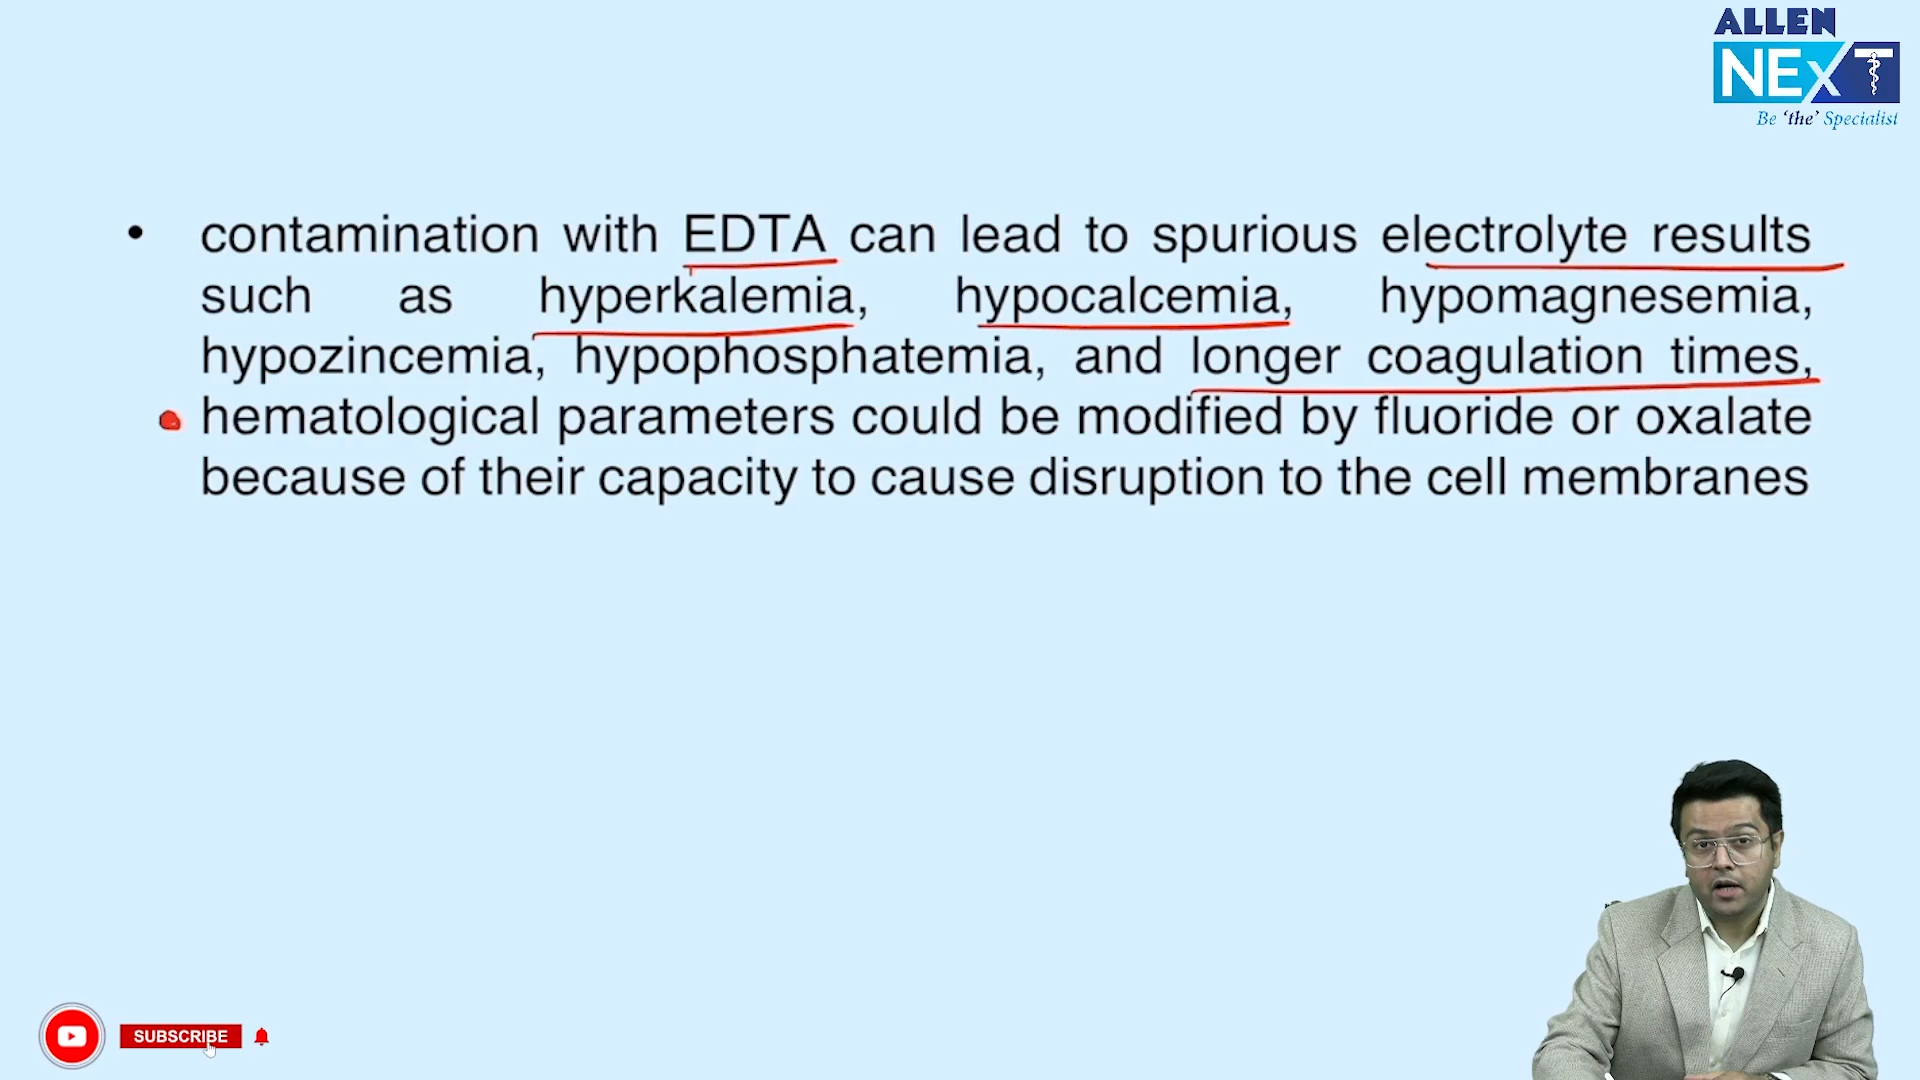 ALLEN
NExT
Be 'the' Specialist
• contamination with EDTA can lead to spurious electrolyte results
such as hyperkalemia, hypocalcemia, hypomagnesemia,
hypozincemia, hypophosphatemia, and longer coagulation times,
hematological parameters could be modified by fluoride or oxalate
because of their capacity to cause disruption to the cell membranes
SUBSCRIBE